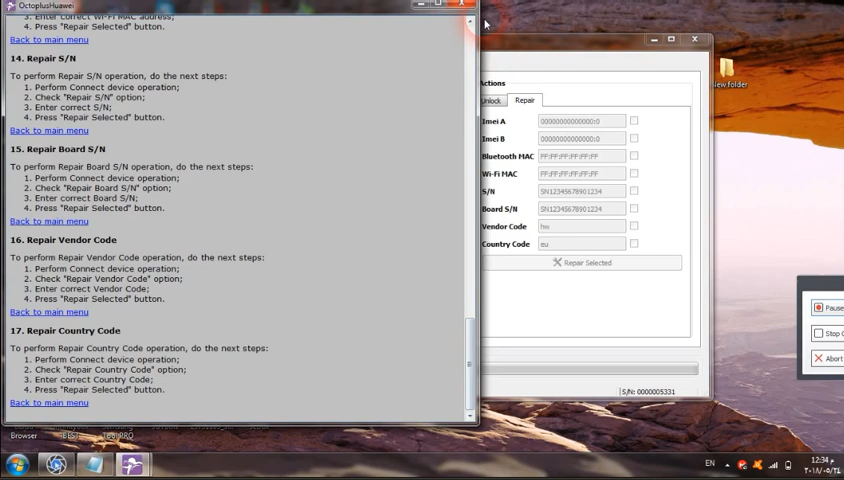 OctoplusHuawei
3. Enter correct Wi-Fi MAC address;
4. Press "Repair Selected" button.
Back to main menu
14. Repair S/N
To perform Repair S/N operation, do the next steps:
1. Perform Connect device operation;
2. Check "Repair S/N" option;
3. Enter correct S/N;
4. Press "Repair Selected" button.
Back to main menu
15. Repair Board S/N
To perform Repair Board S/N operation, do the next steps:
1. Perform Connect device operation;
2. Check "Repair Board S/N" option;
3. Enter correct Board S/N;
4. Press "Repair Selected" button.
Back to main menu
16. Repair Vendor Code
To perform Repair Vendor Code operation, do the next steps:
1. Perform Connect device operation;
2. Check "Repair Vendor Code" option;
3. Enter correct Vendor Code;
4. Press "Repair Selected" button.
Back to main menu
17. Repair Country Code
To perform Repair Country Code operation, do the next steps:
1. Perform Connect device operation;
2. Check "Repair Country Code" option;
3. Enter correct Country Code;
4. Press "Repair Selected" button.
Back to main menu
Actions
Unlock Repair
Imei A 00000000000000:0
Imei B 00000000000000:0
Bluetooth MAC FF:FF:FF:FF:FF:FF
Wi-Fi MAC FF:FF:FF:FF:FF:FF
S/N SN12345678901234
Board S/N SN12345678901234
Vendor Code hw
Country Code eu
Repair Selected
S/N: 0000005331
New folder
Pause
Stop
Abort
Browser BEST Tool PRO
EN
12:34 م